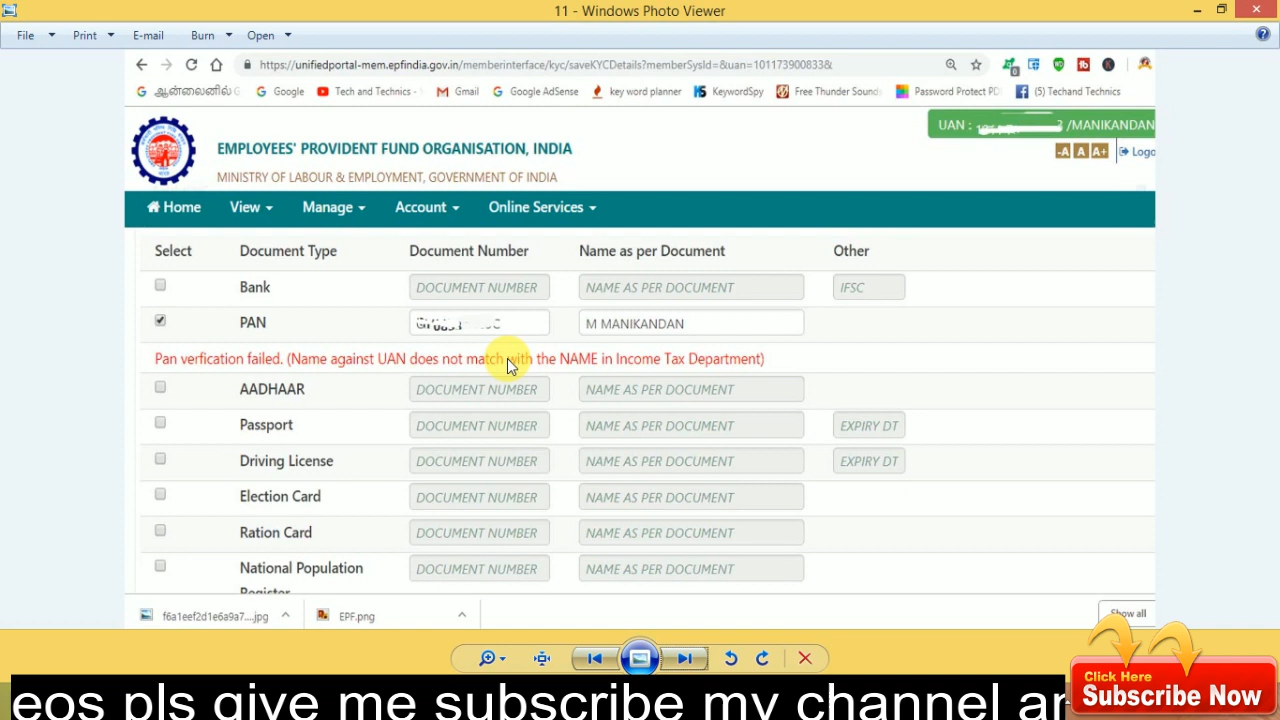 11 - Windows Photo Viewer
File Print E-mail Burn Open
https://unifiedportal-mem.epfindia.gov.in/memberinterface/kyc/saveKYCDetails?memberSysId=&uan=101173900833&
ஆன்லைனில் Google Tech and Technics - Gmail Google AdSense key word planner KeywordSpy Free Thunder Sound Password Protect PD (5) Techand Technics
UAN : /MANIKANDAN
EMPLOYEES' PROVIDENT FUND ORGANISATION, INDIA
-A A A+ Logo
MINISTRY OF LABOUR & EMPLOYMENT, GOVERNMENT OF INDIA
Home View Manage Account Online Services
Select Document Type Document Number Name as per Document Other
Bank DOCUMENT NUMBER NAME AS PER DOCUMENT IFSC
PAN M MANIKANDAN
Pan verfication failed. (Name against UAN does not match with the NAME in Income Tax Department)
AADHAAR DOCUMENT NUMBER NAME AS PER DOCUMENT
Passport DOCUMENT NUMBER NAME AS PER DOCUMENT EXPIRY DT
Driving License DOCUMENT NUMBER NAME AS PER DOCUMENT EXPIRY DT
Election Card DOCUMENT NUMBER NAME AS PER DOCUMENT
Ration Card DOCUMENT NUMBER NAME AS PER DOCUMENT
National Population DOCUMENT NUMBER NAME AS PER DOCUMENT
Register
f6a1eef2d1e6a9a7....jpg EPF.png Show all
Click Here
Subscribe Now
eos pls give me subscribe my channel an